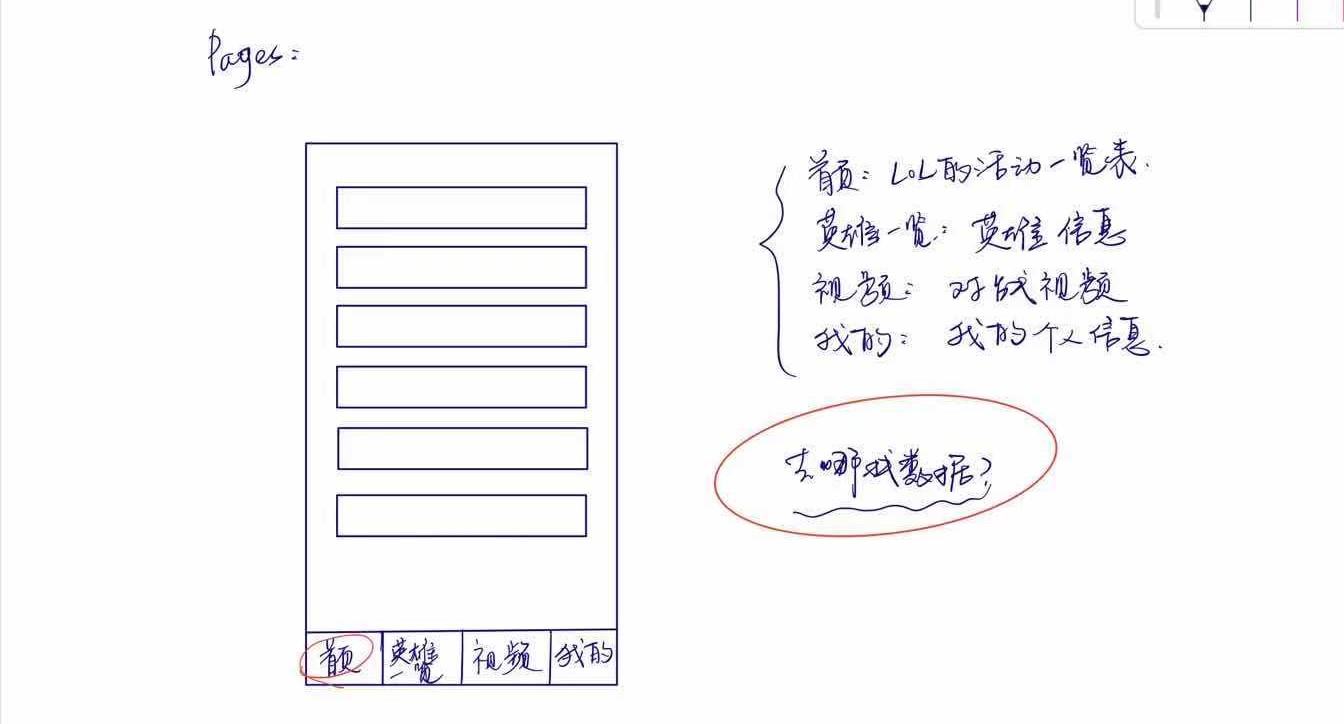 Pages:
首页: LOL的活动一览表.
英雄一览: 英雄信息
视频: 对战视频
我的: 我的个人信息.
去哪找数据?
首页
英雄
一览
视频
我的